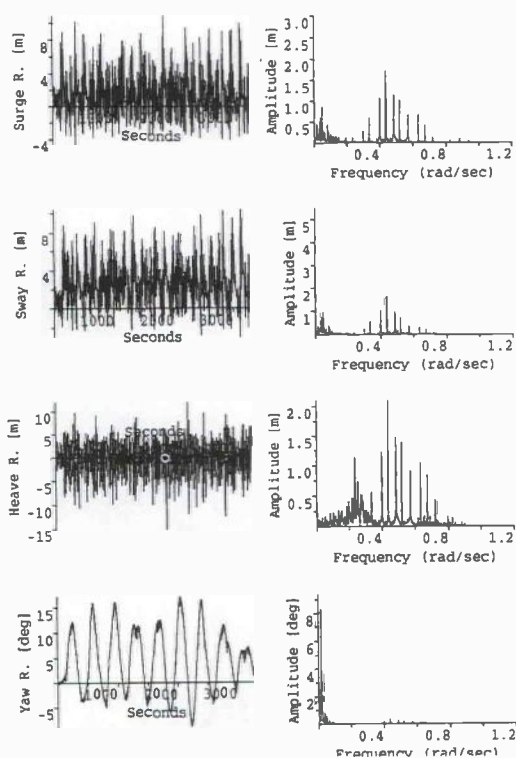 Surge R. [m]
8
4
-4
Seconds
Amplitude [m]
3.0
2.5
2.0
1.5
1.0
0.5
0.4 0.8 1.2
Frequency (rad/sec)
Sway R. [m]
8
4
1000 2000 3000
Seconds
Amplitude [m]
5
4
3
2
1
0.4 0.8 1.2
Frequency (rad/sec)
Heave R. [m]
10
5
0
-5
-10
-15
Seconds
Amplitude [m]
2.0
1.5
1.0
0.5
0.4 0.8 1.2
Frequency (rad/sec)
Yaw R. [deg]
15
10
5
-5
1000 2000 3000
Seconds
Amplitude [deg]
8
6
4
2
0.4 0.8 1.2
Frequency (rad/sec)